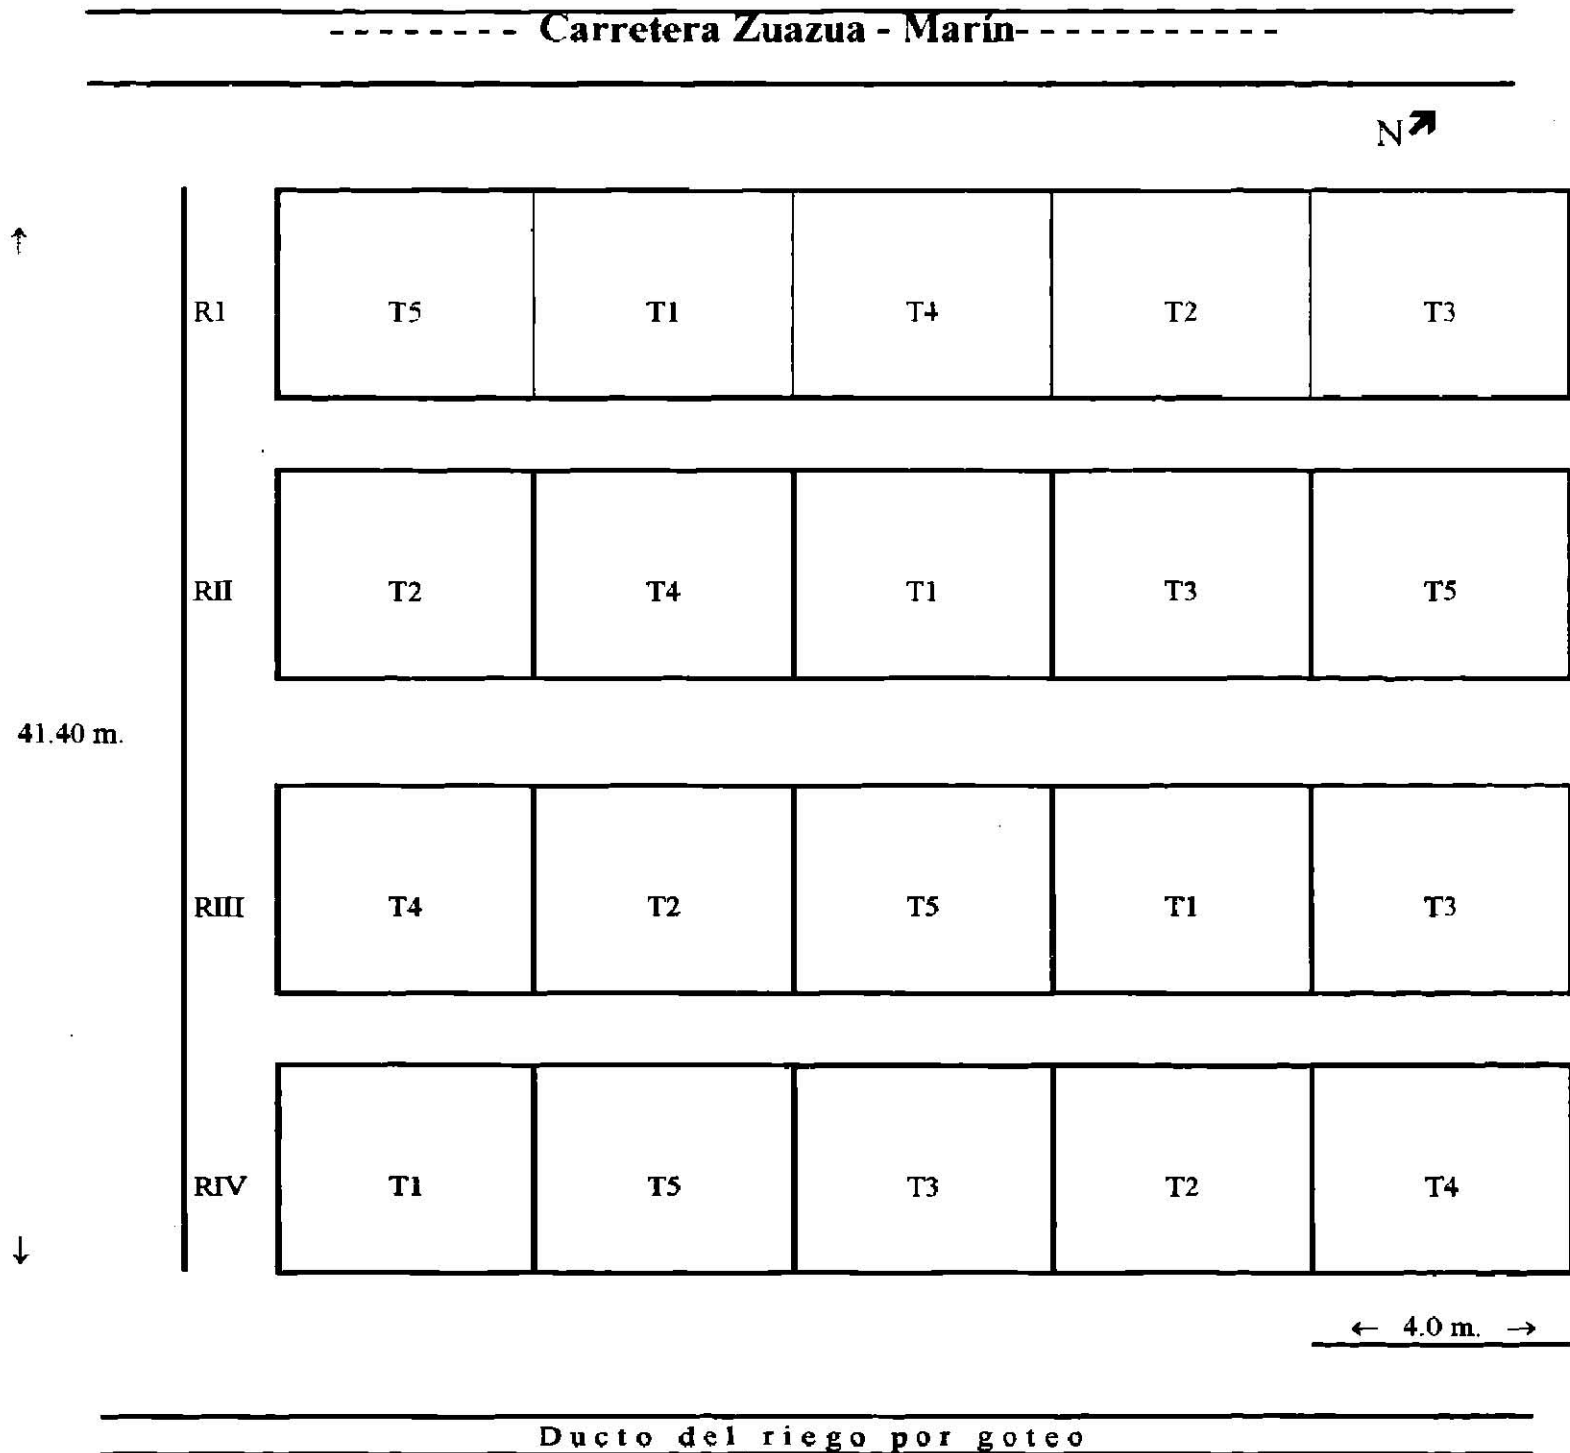 -------- Carretera Zuazua - Marín-----------
N
R1 T5 T1 T4 T2 T3
RII T2 T4 T1 T3 T5
41.40 m.
RIII T4 T2 T5 T1 T3
RIV T1 T5 T3 T2 T4
← 4.0 m. →
Ducto del riego por goteo